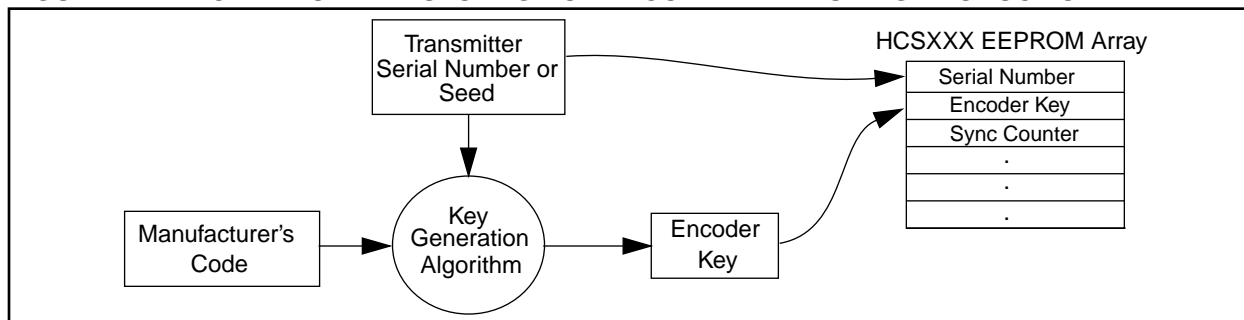 Transmitter
Serial Number or
Seed
HCSXXX EEPROM Array
Serial Number
Encoder Key
Sync Counter
.
.
.
Manufacturer's
Code
Key
Generation
Algorithm
Encoder
Key